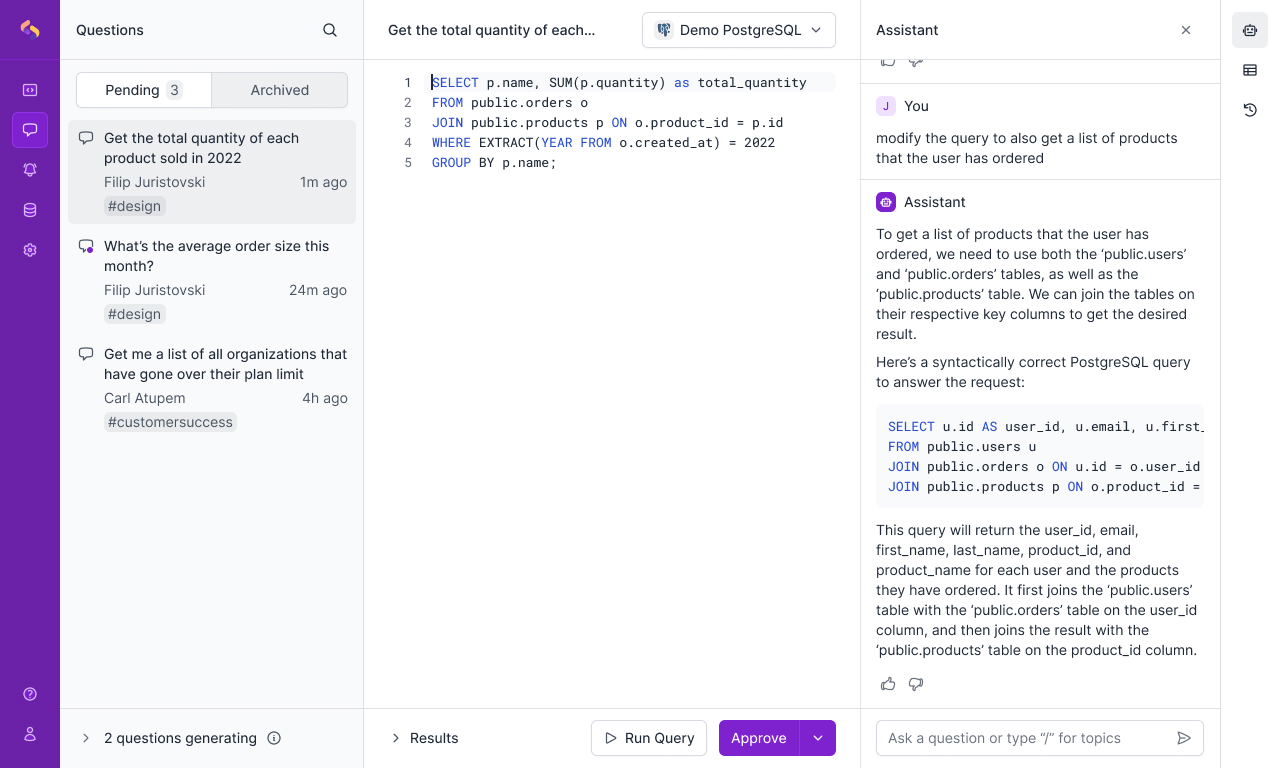 Questions
Pending 3
Archived
Get the total quantity of each
product sold in 2022
Filip Juristovski
1m ago
#design
What’s the average order size this
month?
Filip Juristovski
24m ago
#design
Get me a list of all organizations that
have gone over their plan limit
Carl Atupem
4h ago
#customersuccess
2 questions generating
Get the total quantity of each...
Demo PostgreSQL
1 SELECT p.name, SUM(p.quantity) as total_quantity
2 FROM public.orders o
3 JOIN public.products p ON o.product_id = p.id
4 WHERE EXTRACT(YEAR FROM o.created_at) = 2022
5 GROUP BY p.name;
Results
Run Query
Approve
Assistant
J You
modify the query to also get a list of products
that the user has ordered
Assistant
To get a list of products that the user has
ordered, we need to use both the ‘public.users’
and ‘public.orders’ tables, as well as the
‘public.products’ table. We can join the tables on
their respective key columns to get the desired
result.
Here’s a syntactically correct PostgreSQL query
to answer the request:
SELECT u.id AS user_id, u.email, u.first_
FROM public.users u
JOIN public.orders o ON u.id = o.user_id
JOIN public.products p ON o.product_id =
This query will return the user_id, email,
first_name, last_name, product_id, and
product_name for each user and the products
they have ordered. It first joins the ‘public.users’
table with the ‘public.orders’ table on the user_id
column, and then joins the result with the
‘public.products’ table on the product_id column.
Ask a question or type “/” for topics